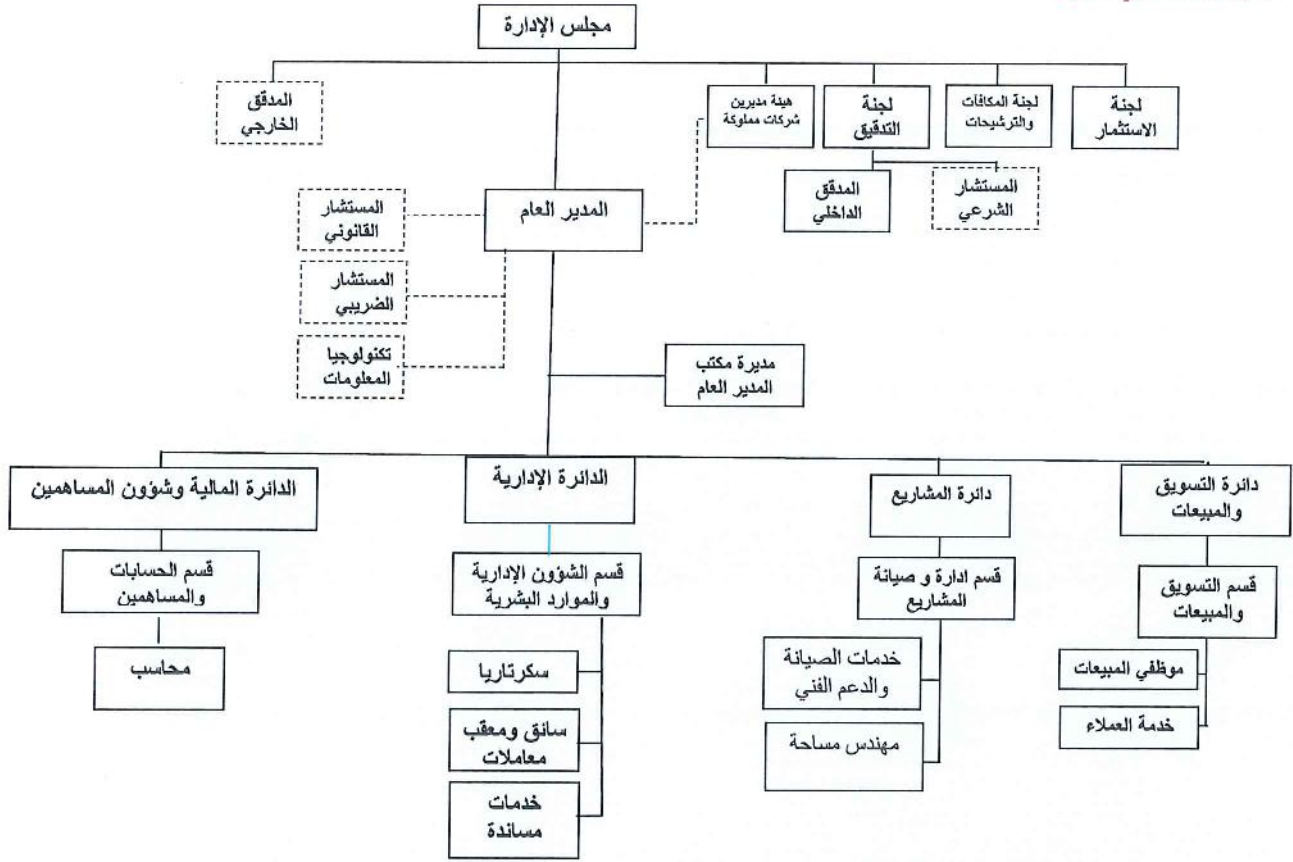 مجلس الإدارة
لجنة
الاستثمار
لجنة المكافآت
والترشيحات
لجنة
التدقيق
هيئة مديرين
شركات مملوكة
المدقق
الخارجي
المستشار
الشرعي
المدقق
الداخلي
المدير العام
المستشار
القانوني
المستشار
الضريبي
تكنولوجيا
المعلومات
مديرة مكتب
المدير العام
دائرة التسويق
والمبيعات
دائرة المشاريع
الدائرة الإدارية
الدائرة المالية وشؤون المساهمين
قسم التسويق
والمبيعات
قسم ادارة و صيانة
المشاريع
قسم الشؤون الإدارية
والموارد البشرية
قسم الحسابات
والمساهمين
موظفي المبيعات
خدمة العملاء
خدمات الصيانة
والدعم الفني
مهندس مساحة
سكرتاريا
سائق ومعقب
معاملات
خدمات
مساندة
محاسب